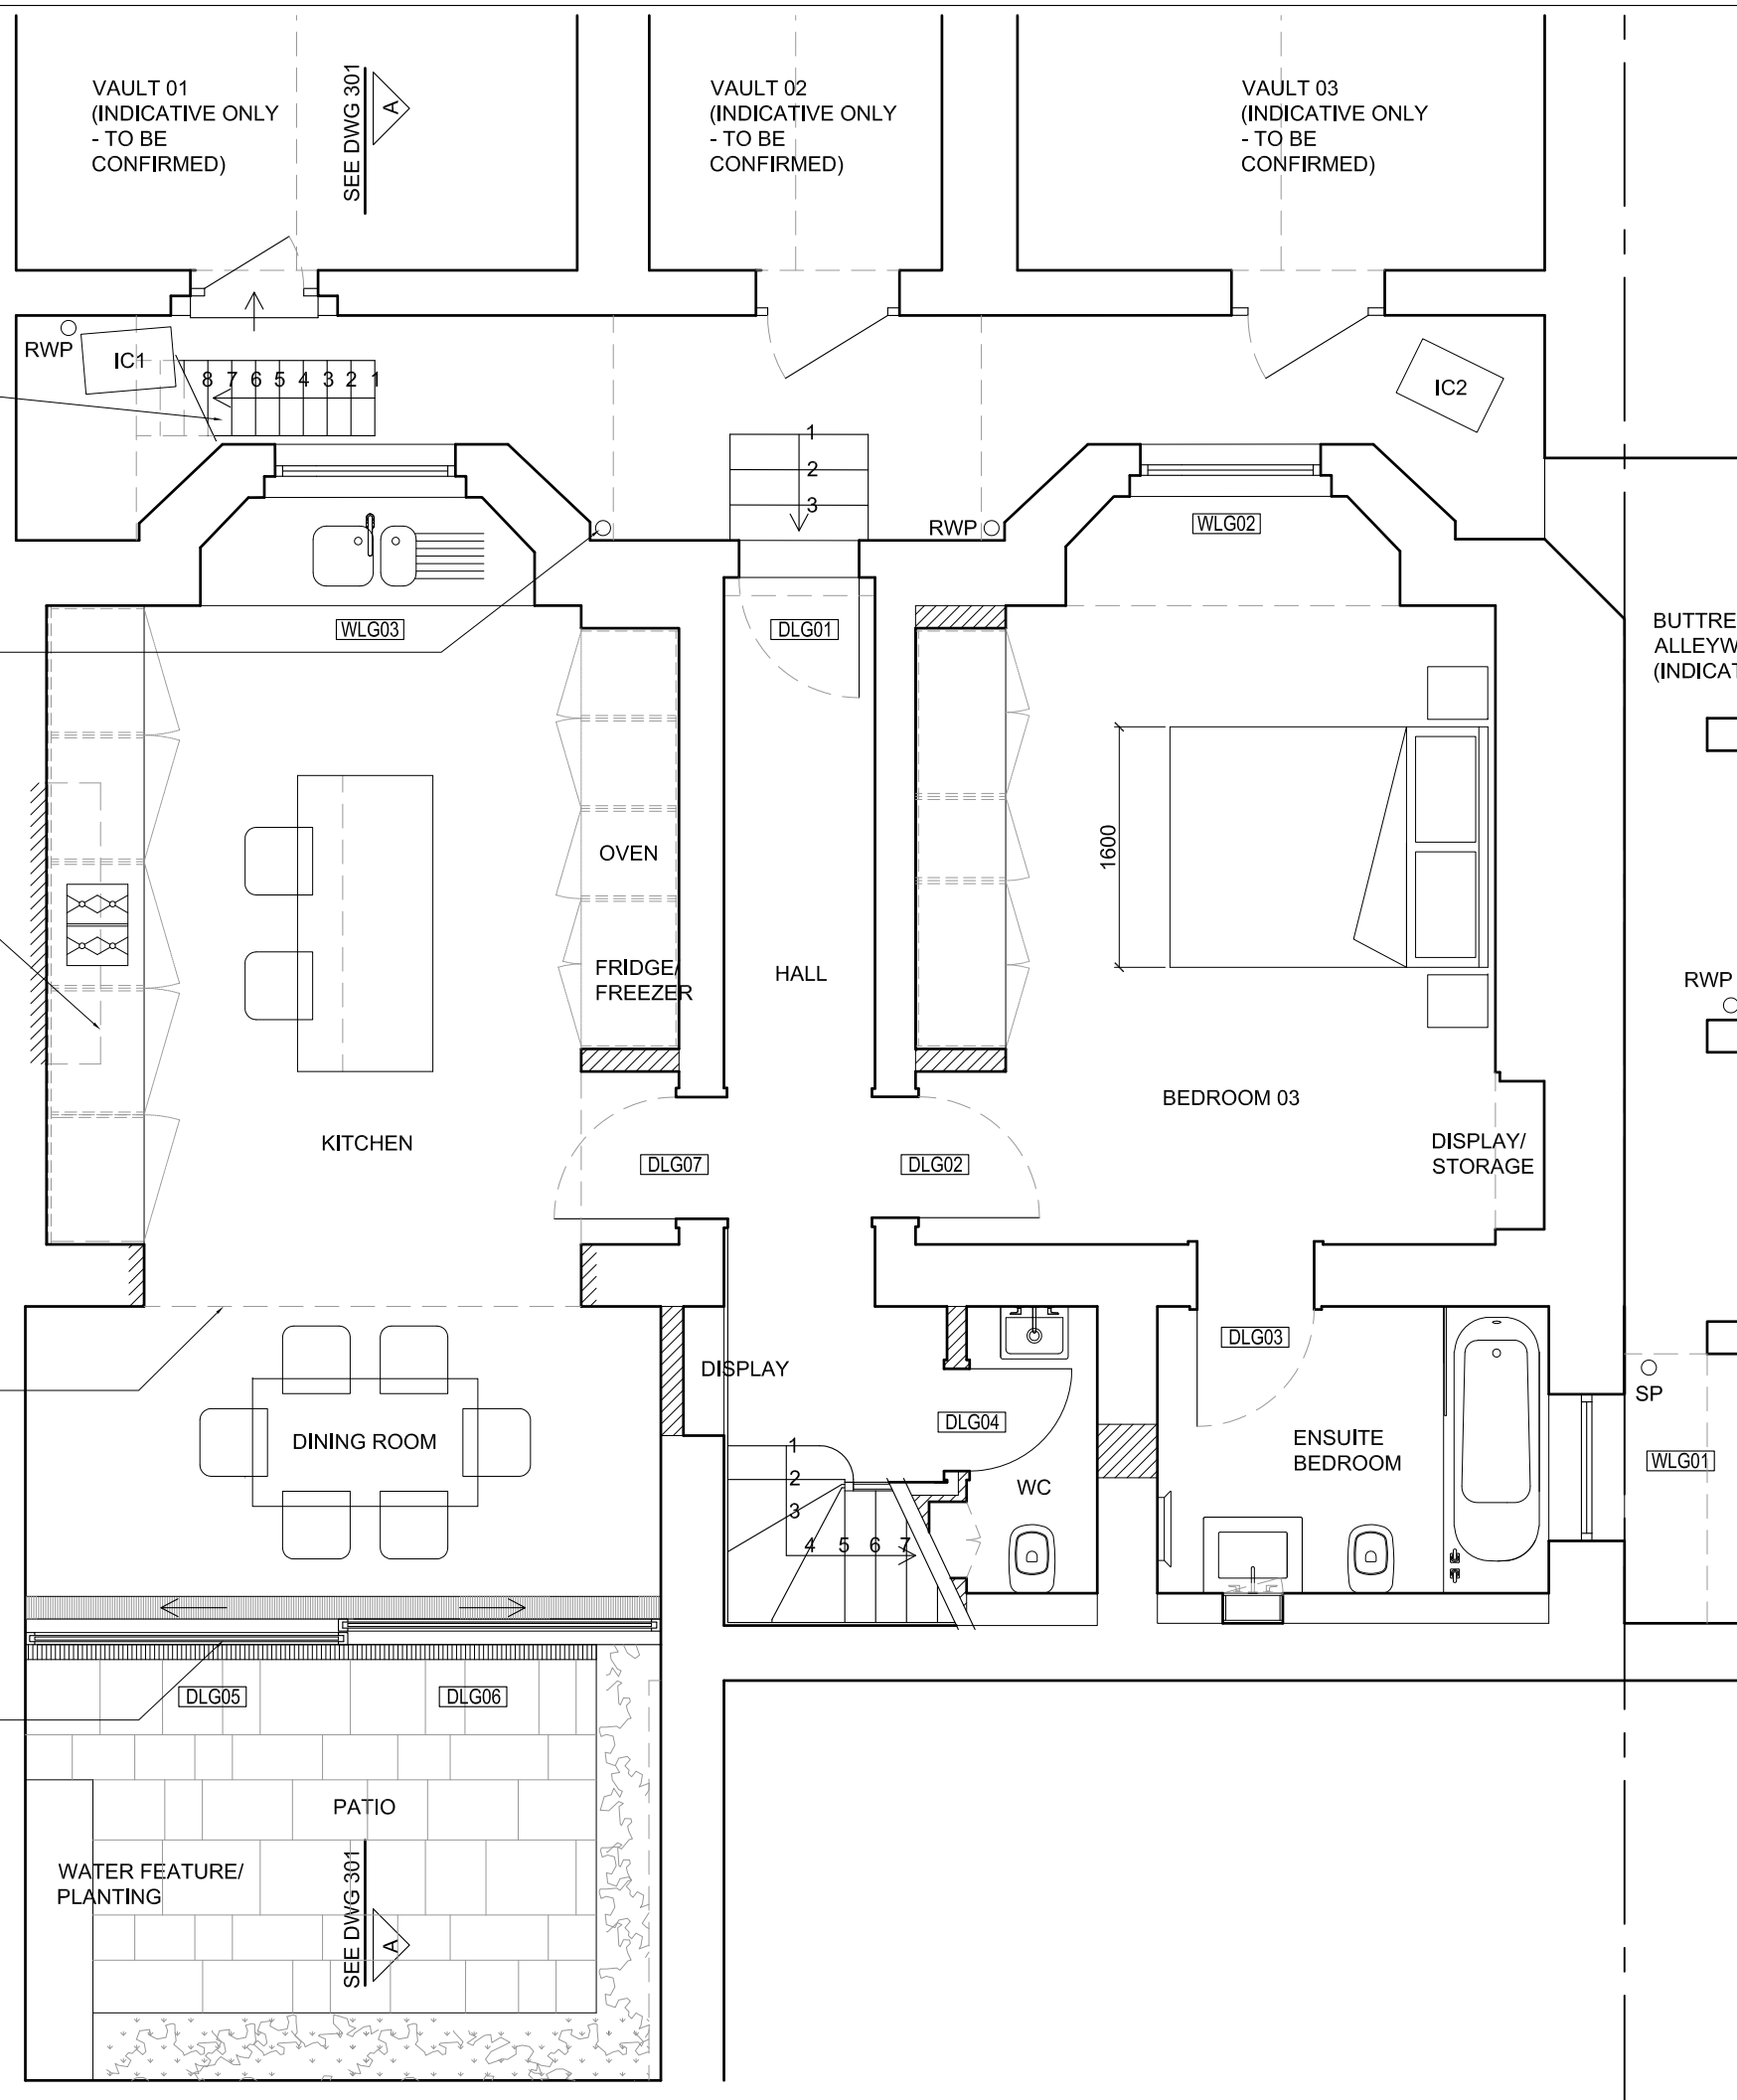 VAULT 01
(INDICATIVE ONLY
- TO BE
CONFIRMED)
SEE DWG 301
A
VAULT 02
(INDICATIVE ONLY
- TO BE
CONFIRMED)
VAULT 03
(INDICATIVE ONLY
- TO BE
CONFIRMED)
RWP
IC1
8 7 6 5 4 3 2 1
IC2
1
2
3
RWP
WLG02
WLG03
DLG01
BUTTRE
ALLEYW
(INDICAT
1600
OVEN
FRIDGE/
FREEZER
HALL
RWP
BEDROOM 03
KITCHEN
DISPLAY/
STORAGE
DLG07
DLG02
DLG03
DISPLAY
SP
DLG04
DINING ROOM
ENSUITE
BEDROOM
WLG01
1
2
3
4 5 6 7
WC
DLG05
DLG06
PATIO
WATER FEATURE/
PLANTING
SEE DWG 301
A